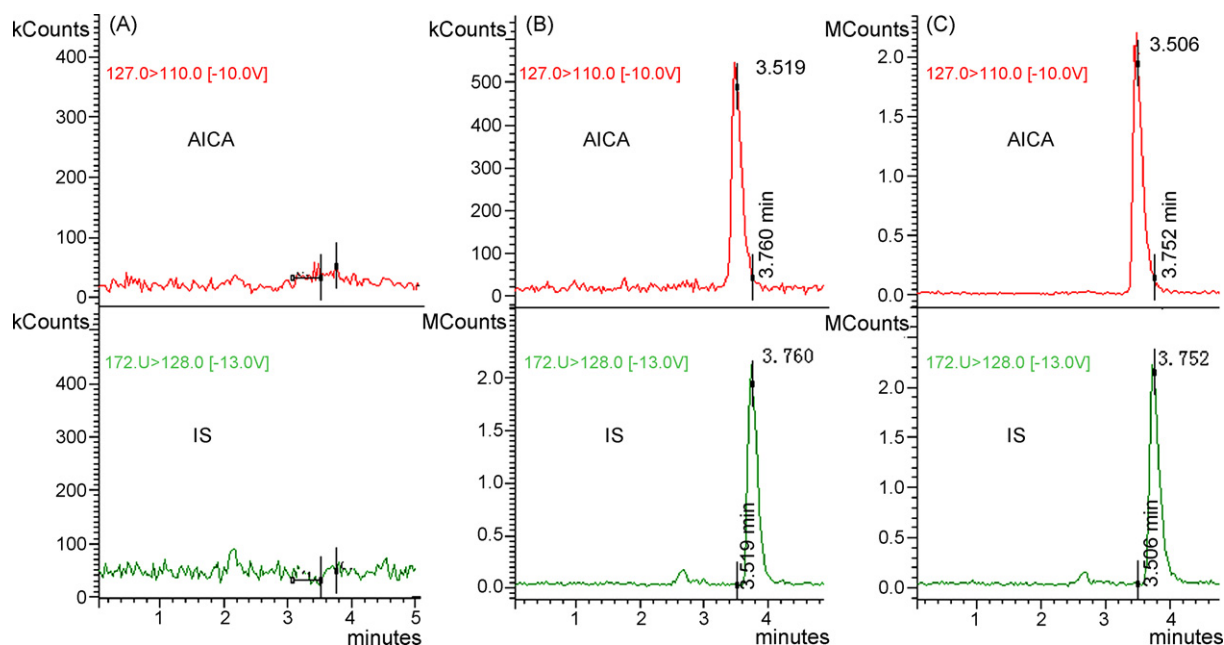 kCounts
(A)
400
300
200
100
0
127.0>110.0 [-10.0V]
AICA
kCounts
400
300
200
100
0
172.U>128.0 [-13.0V]
IS
1
2
3
4
5
minutes
kCounts
(B)
500
400
300
200
100
0
127.0>110.0 [-10.0V]
3.519
AICA
3.760 min
MCounts
2.0
1.5
1.0
0.5
0.0
172.U>128.0 [-13.0V]
3.760
IS
3.519 min
1
2
3
4
minutes
MCounts
(C)
2.0
1.5
1.0
500
0.0
127.0>110.0 [-10.0V]
3.506
AICA
3.752 min
MCounts
2.0
1.5
1.0
0.5
0.0
172.U>128.0 [-13.0V]
3.752
IS
3.506 min
1
2
3
4
minutes